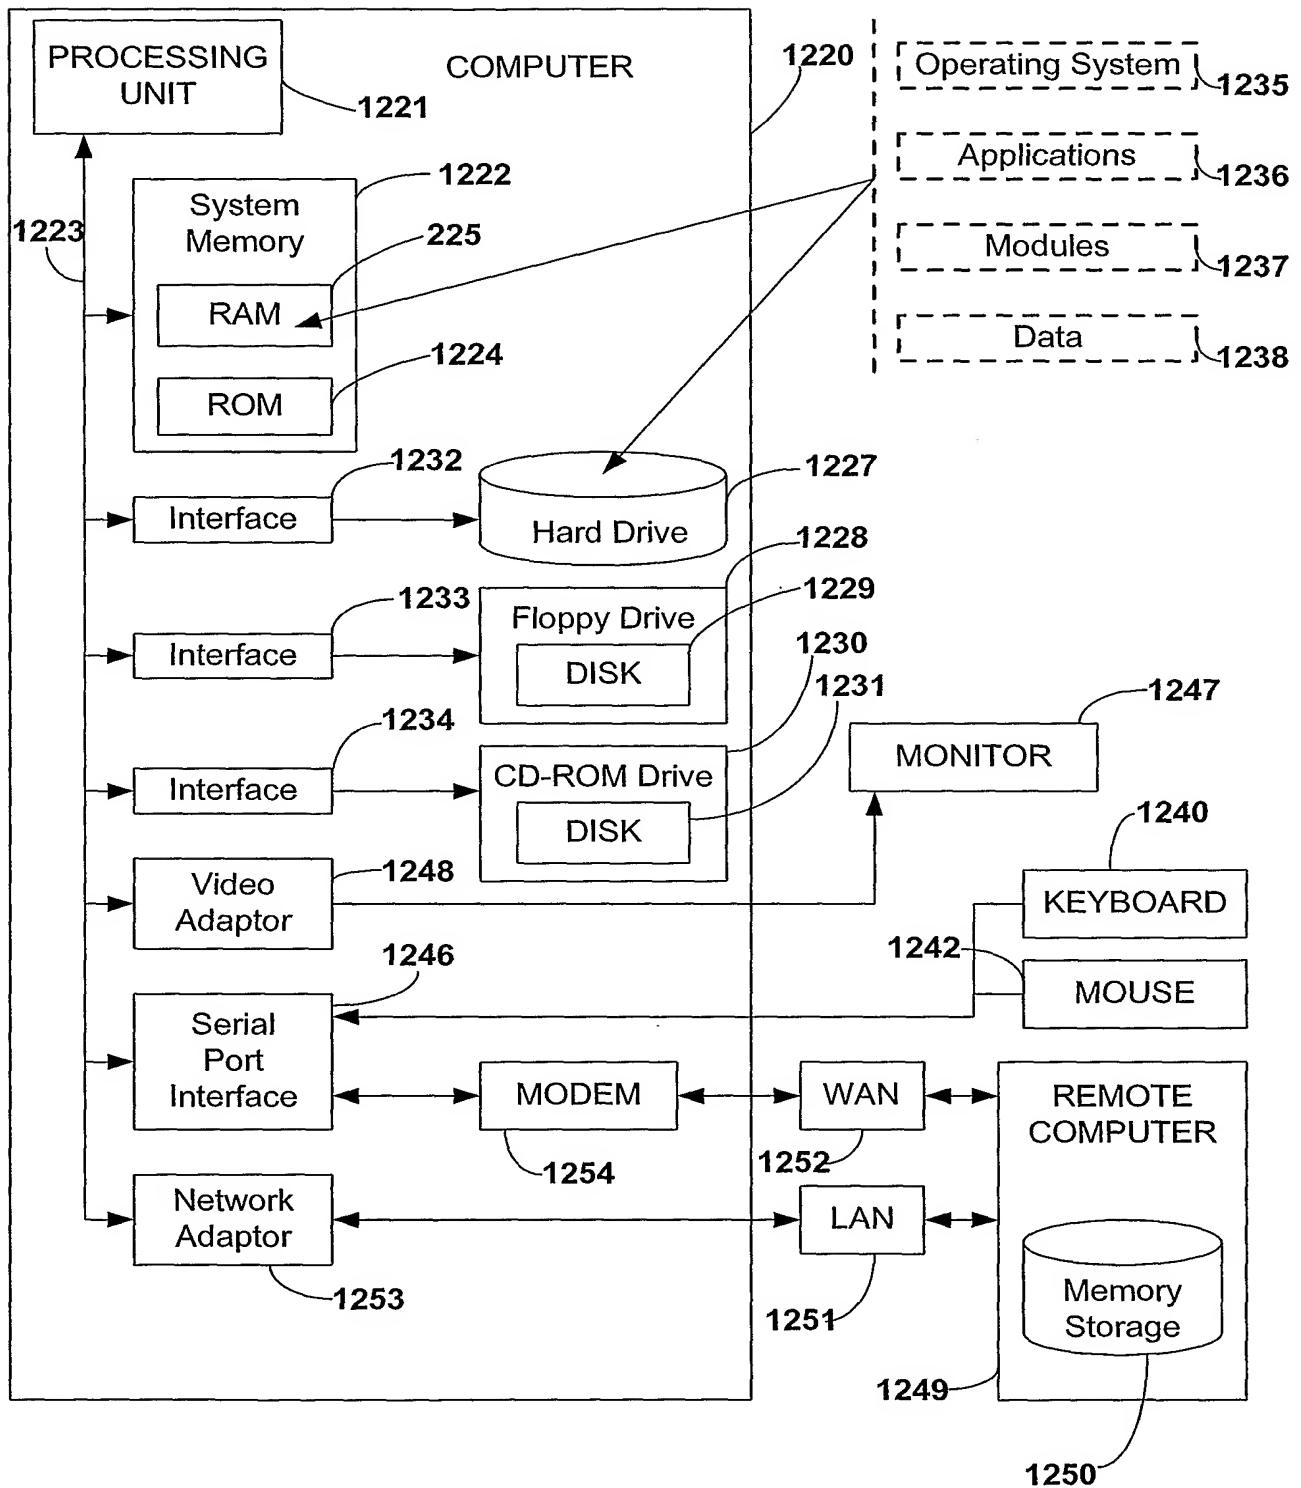 PROCESSING
UNIT
COMPUTER
1221
1220
Operating System
1235
Applications
1236
Modules
1237
Data
1238
1223
System
Memory
1222
225
RAM
1224
ROM
1232
Interface
Hard Drive
1227
1228
1233
Interface
Floppy Drive
DISK
1229
1230
1231
1234
Interface
CD-ROM Drive
DISK
1247
MONITOR
1248
Video
Adaptor
1240
KEYBOARD
1242
MOUSE
1246
Serial
Port
Interface
MODEM
1254
WAN
1252
REMOTE
COMPUTER
Network
Adaptor
1253
LAN
1251
Memory
Storage
1249
1250